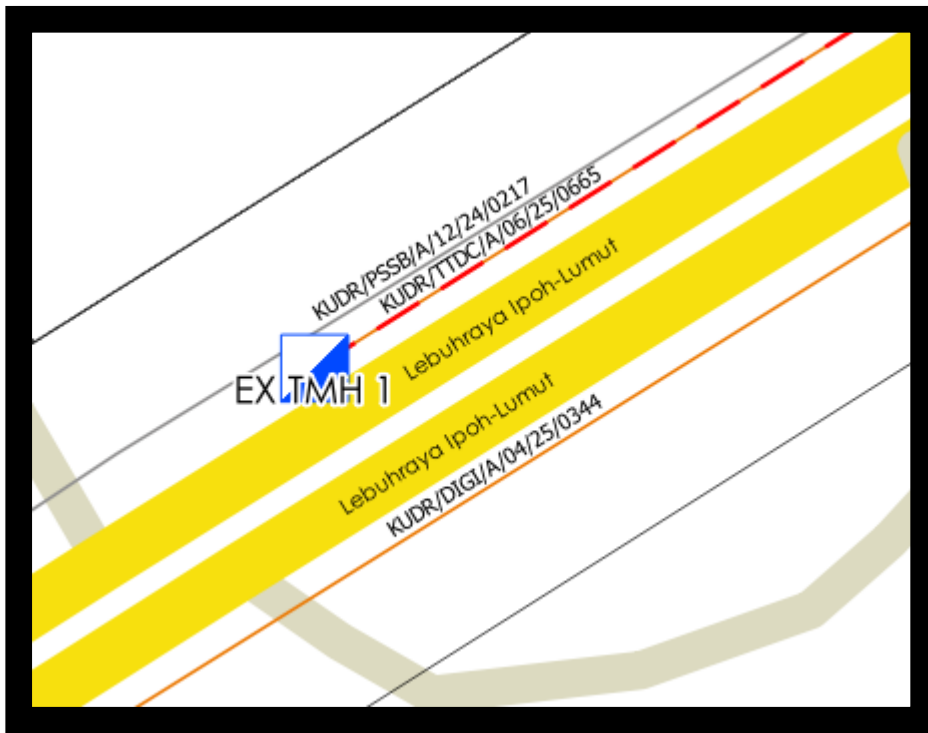 KUDR/PSSB/A/12/24/0217
KUDR/TTDC/A/06/25/0665
Lebuhraya Ipoh-Lumut
EX TMH 1
Lebuhraya Ipoh-Lumut
KUDR/DIGI/A/04/25/0344